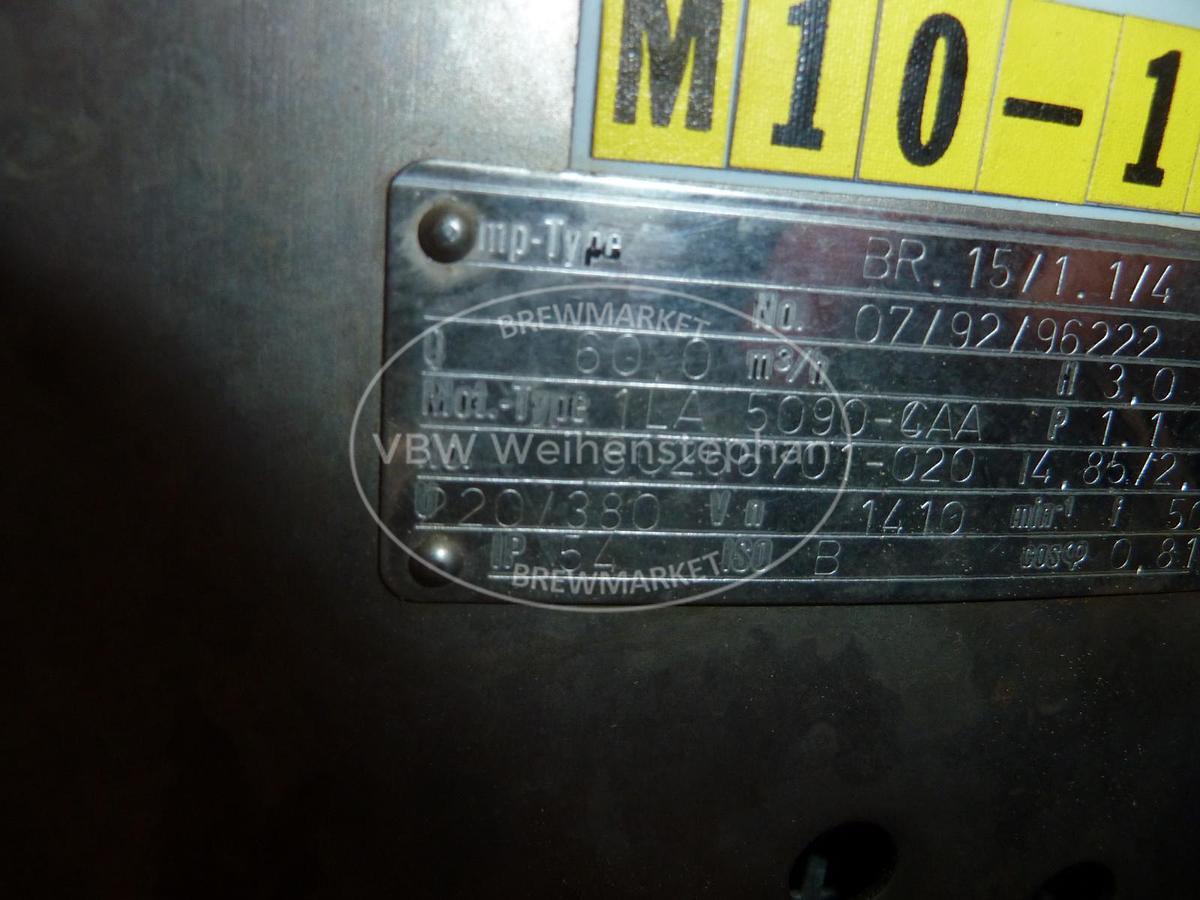 M10-1
mp-Type BR. 15/1. 1/4
No. 07/92/96222
Q 60.0 m³/h H 3,0
Mot.-Type 1LA 5090-4AA P 1,1
-020 I 4,85/2,
U 220/380 V n 1410 min⁻¹ f 50
IP 54 ISO B cosφ 0,81
BREWMARKET
VBW Weihenstephan
BREWMARKET